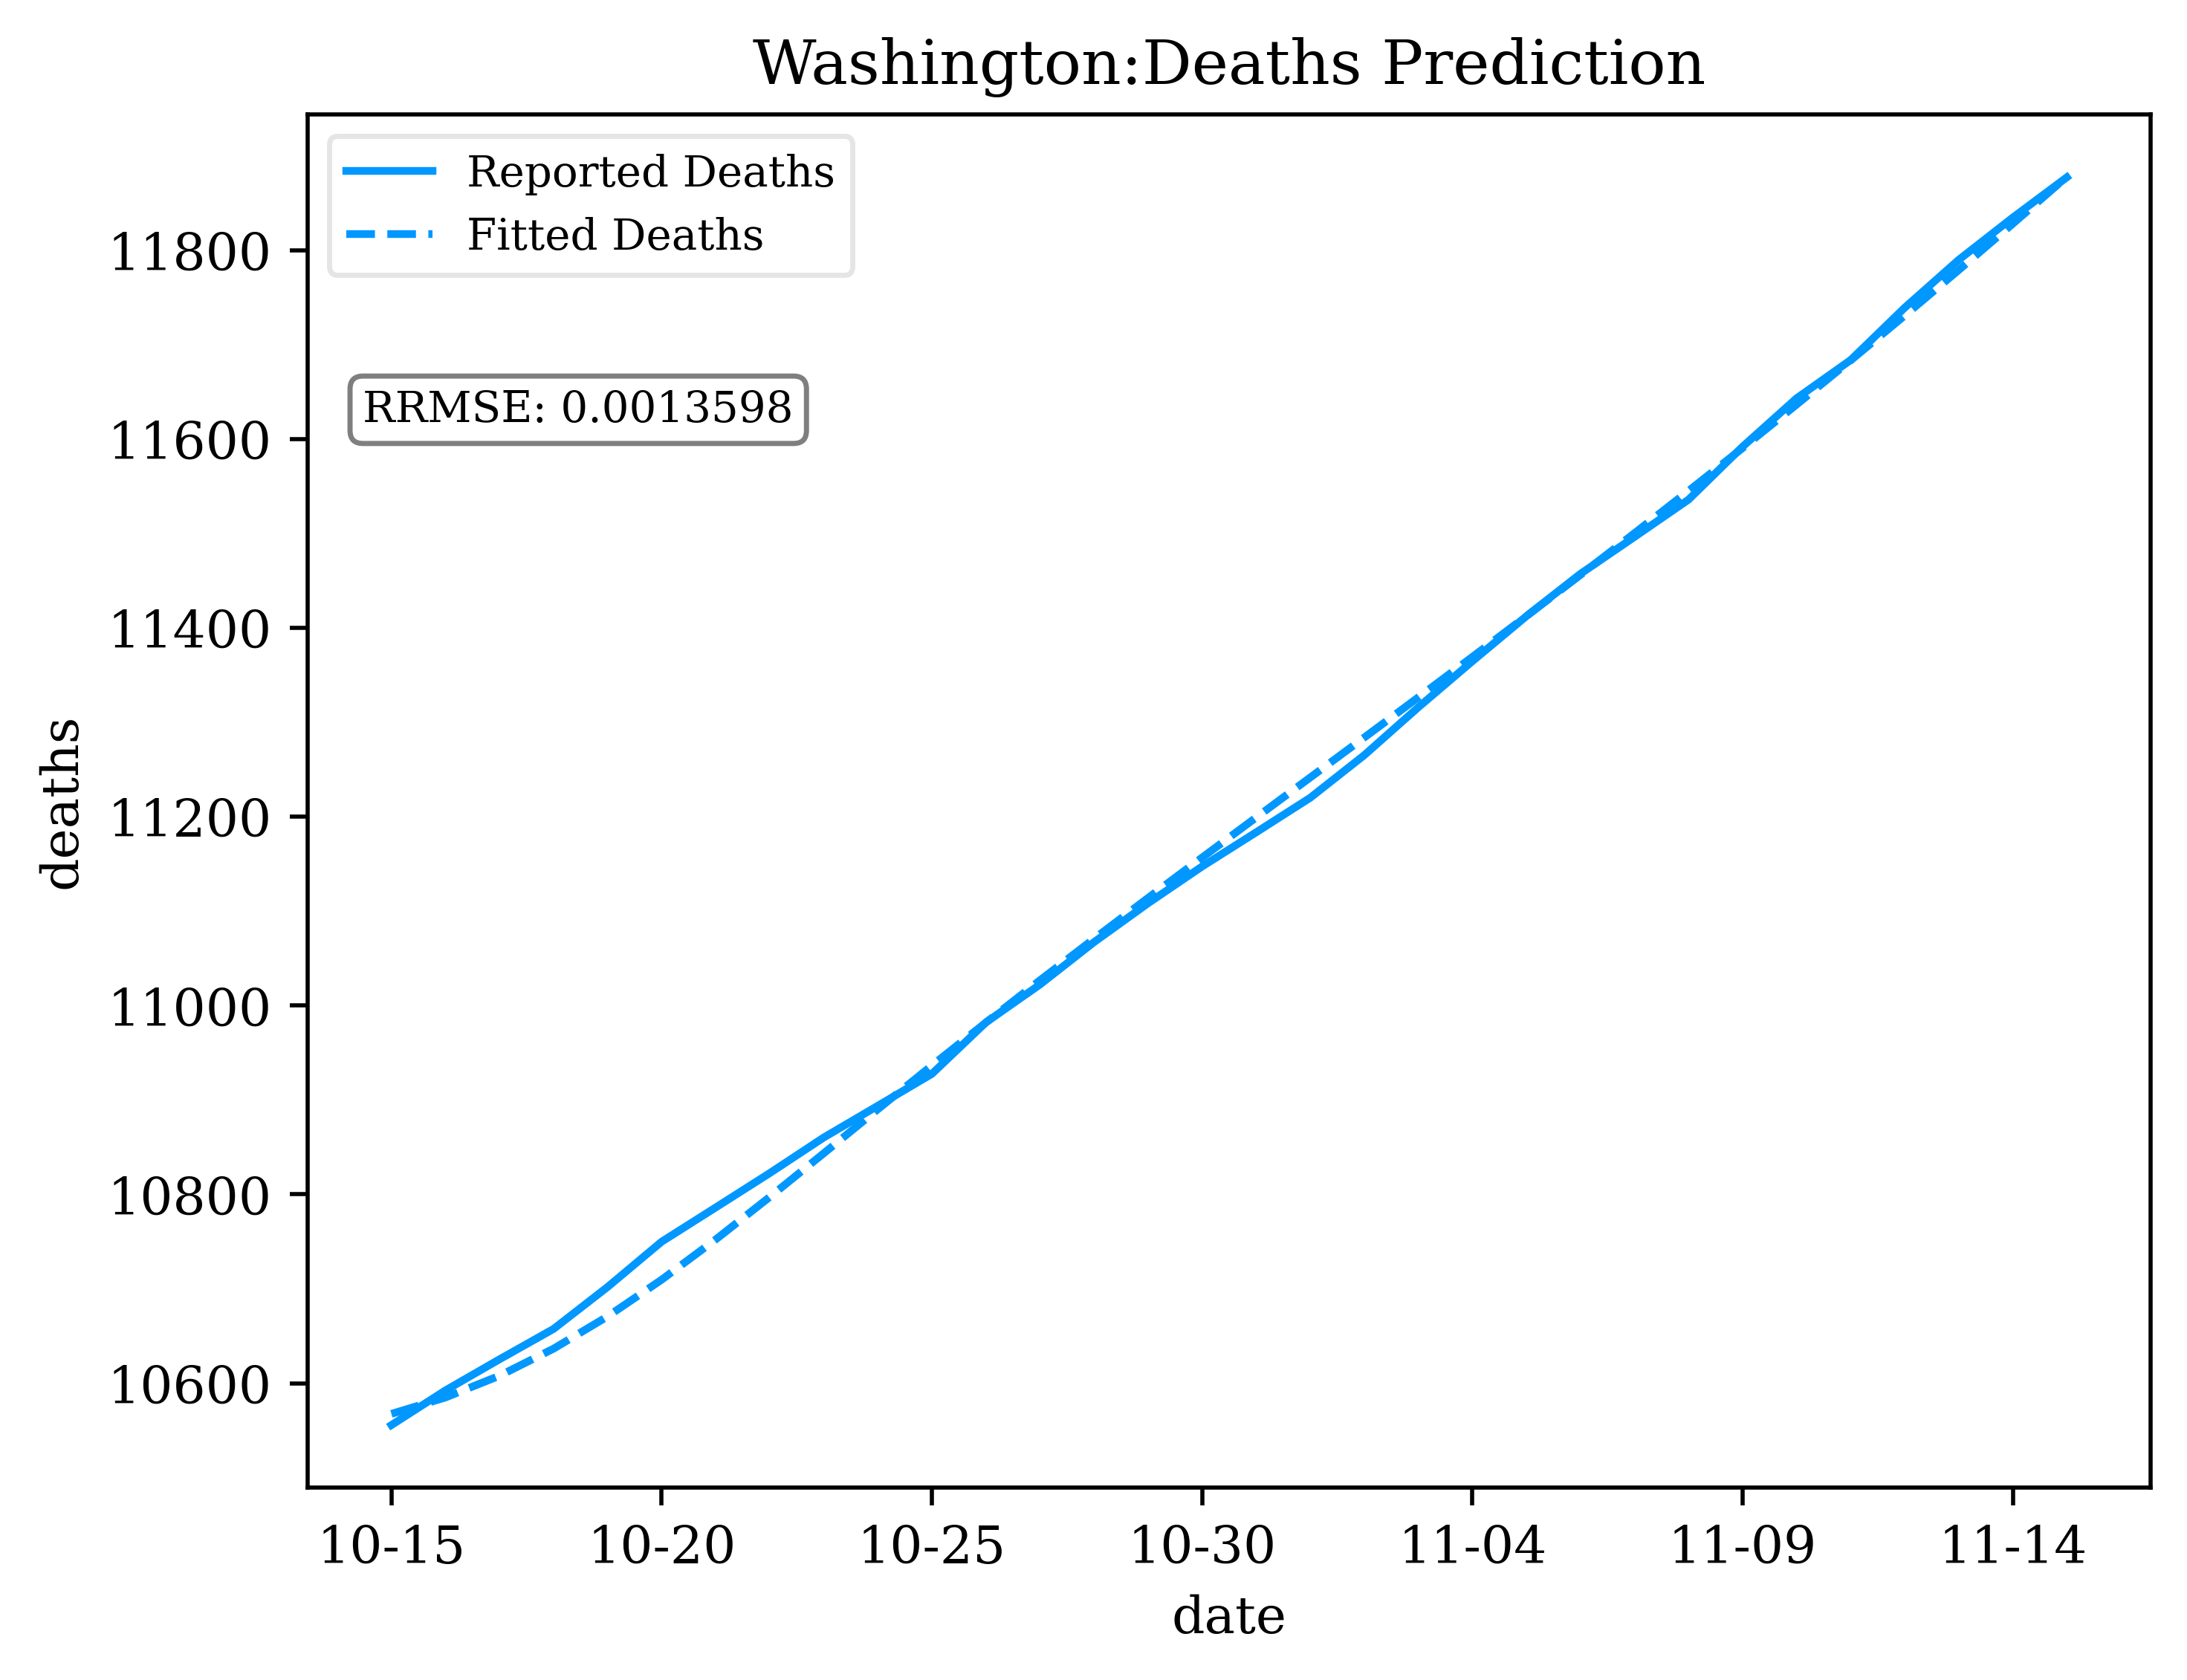 Washington:Deaths Prediction
Reported Deaths
Fitted Deaths
RRMSE: 0.0013598
deaths
11800
11600
11400
11200
11000
10800
10600
10-15 10-20 10-25 10-30 11-04 11-09 11-14
date